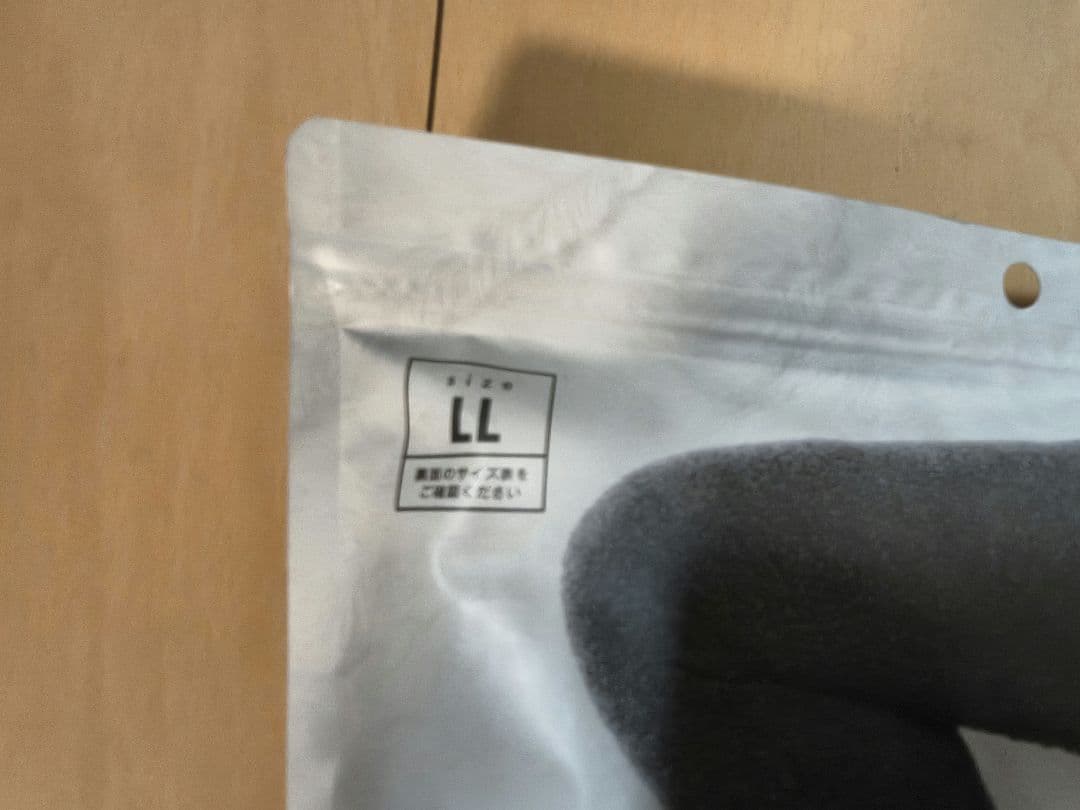 size
LL
裏面のサイズ表を
ご確認ください